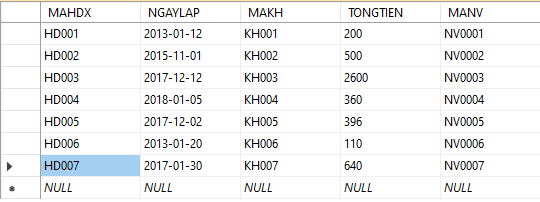 MAHDX NGAYLAP MAKH TONGTIEN MANV
HD001 2013-01-12 KH001 200 NV0001
HD002 2015-11-01 KH002 500 NV0002
HD003 2017-12-12 KH003 2600 NV0003
HD004 2018-01-05 KH004 360 NV0004
HD005 2017-12-02 KH005 396 NV0005
HD006 2013-01-20 KH006 110 NV0006
HD007 2017-01-30 KH007 640 NV0007
NULL NULL NULL NULL NULL